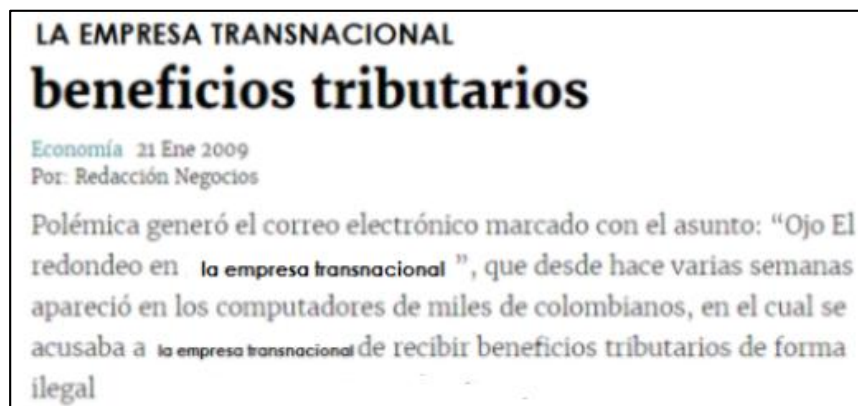 LA EMPRESA TRANSNACIONAL
beneficios tributarios
Economía 21 Ene 2009
Por: Redacción Negocios
Polémica generó el correo electrónico marcado con el asunto: “Ojo El
redondeo en la empresa transnacional ”, que desde hace varias semanas
apareció en los computadores de miles de colombianos, en el cual se
acusaba a la empresa transnacional de recibir beneficios tributarios de forma
ilegal